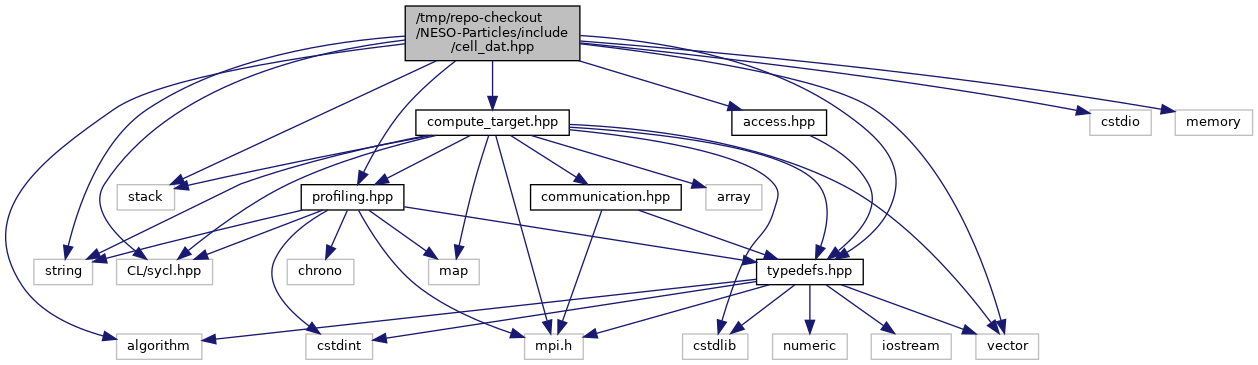 /tmp/repo-checkout
/NESO-Particles/include
/cell_dat.hpp
compute_target.hpp
access.hpp
cstdio
memory
stack
profiling.hpp
communication.hpp
array
string
CL/sycl.hpp
chrono
map
typedefs.hpp
algorithm
cstdint
mpi.h
cstdlib
numeric
iostream
vector